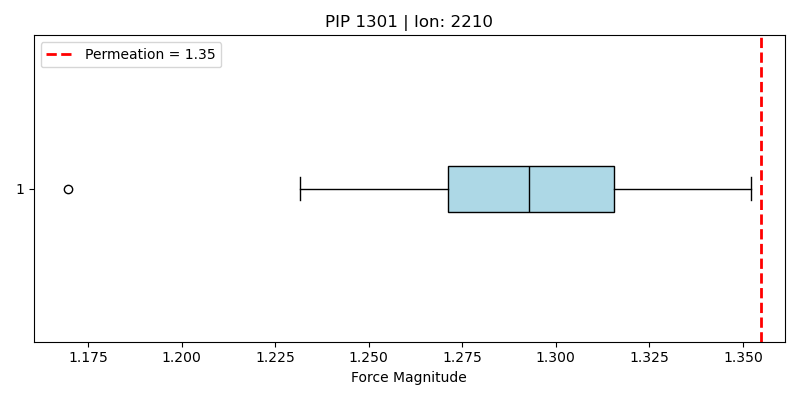 PIP 1301 | Ion: 2210
Permeation = 1.35
1
1.175 1.200 1.225 1.250 1.275 1.300 1.325 1.350
Force Magnitude